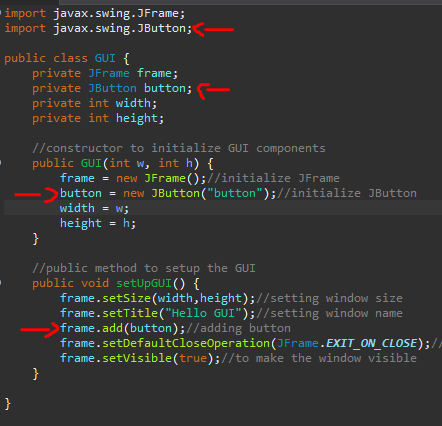 import javax.swing.JFrame;
import javax.swing.JButton;
public class GUI {
private JFrame frame;
private JButton button;
private int width;
private int height;
//constructor to initialize GUI components
public GUI(int w, int h) {
frame = new JFrame();//initialize JFrame
button = new JButton("button");//initialize JButton
width = w;
height = h;
}
//public method to setup the GUI
public void setUpGUI() {
frame.setSize(width,height);//setting window size
frame.setTitle("Hello GUI");//setting window name
frame.add(button);//adding button
frame.setDefaultCloseOperation(JFrame.EXIT_ON_CLOSE);//
frame.setVisible(true);//to make the window visible
}
}